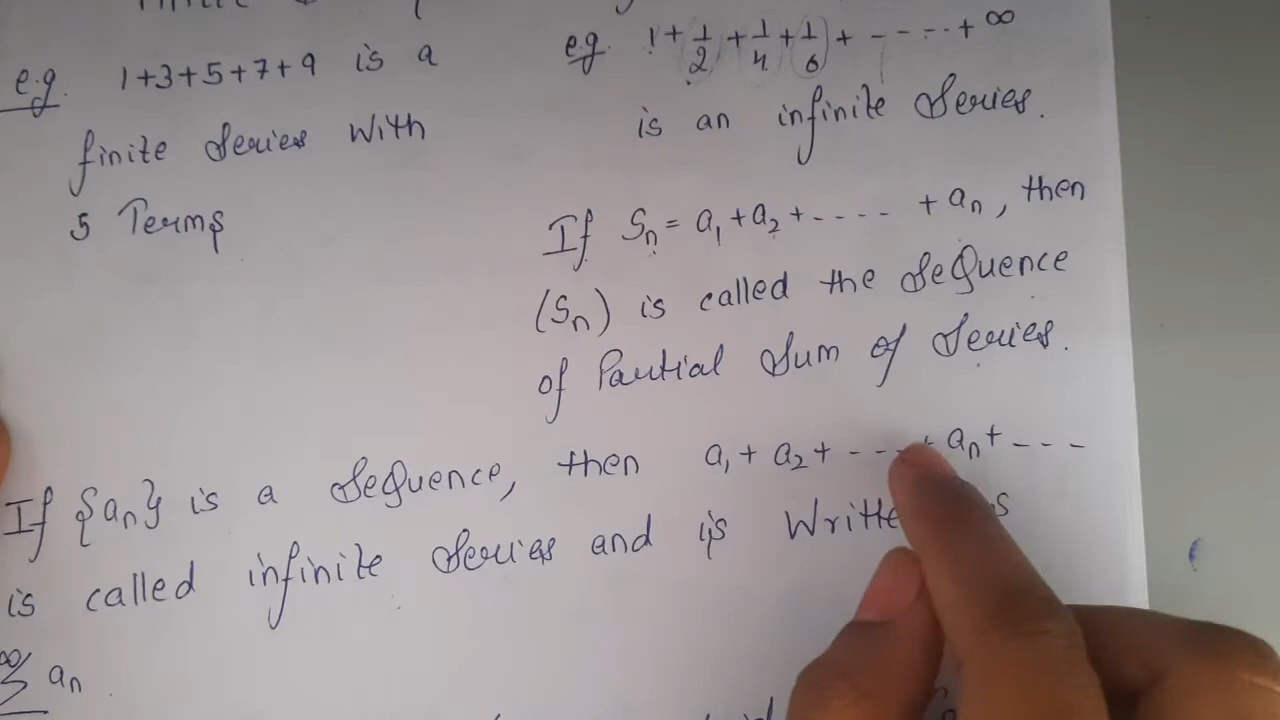 e.g. 1+3+5+7+9 is a
finite Series With
5 Terms
e.g. 1 + 1/2 + 1/4 + 1/6 + - - - - - + ∞
is an infinite Series.
If Sn = a1 + a2 + - - - - - + an, then
(Sn) is called the Sequence
of Partial Sum of Series.
If {an} is a Sequence, then a1 + a2 + - - - + an + - - -
is called infinite Series and is
∞
Σ an.